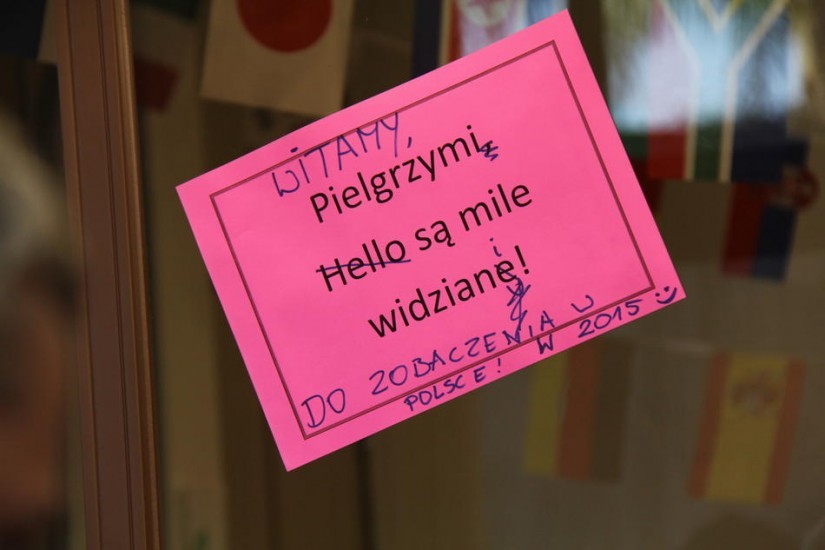 WITAMY,
Pielgrzymi
Hello są mile
widziane!
i
DO ZOBACZENIA W
POLSCE! W 2015